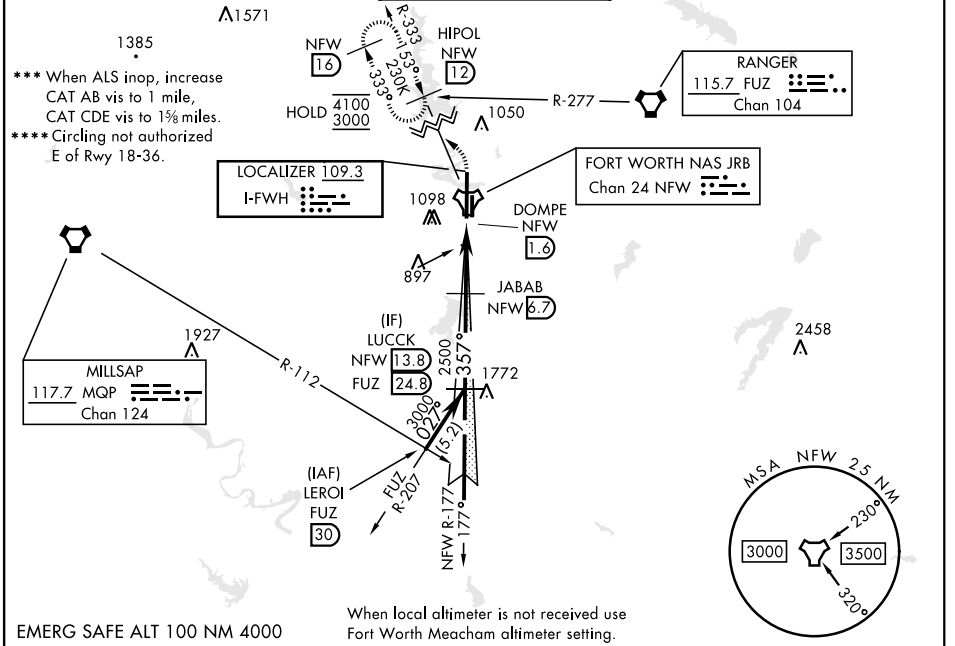 1571
1385
*** When ALS inop, increase
CAT AB vis to 1 mile,
CAT CDE vis to 1⅝ miles.
**** Circling not authorized
E of Rwy 18-36.
R-333
NFW
16
153°
230K
333°
HIPOL
NFW
12
HOLD 4100
3000
1050
R-277
RANGER
115.7 FUZ
Chan 104
LOCALIZER 109.3
I-FWH
FORT WORTH NAS JRB
Chan 24 NFW
1098
DOMPE
NFW
1.6
897
JABAB
NFW 6.7
(IF)
LUCCK
NFW 13.8
FUZ 24.8
2500
357°
1772
2458
1927
MILLSAP
117.7 MQP
Chan 124
R-112
3000
027°
(5.2)
(IAF)
LEROI
FUZ
30
FUZ
R-207
NFW R-177
177°
MSA NFW 25 NM
230°
3000
3500
320°
When local altimeter is not received use
Fort Worth Meacham altimeter setting.
EMERG SAFE ALT 100 NM 4000